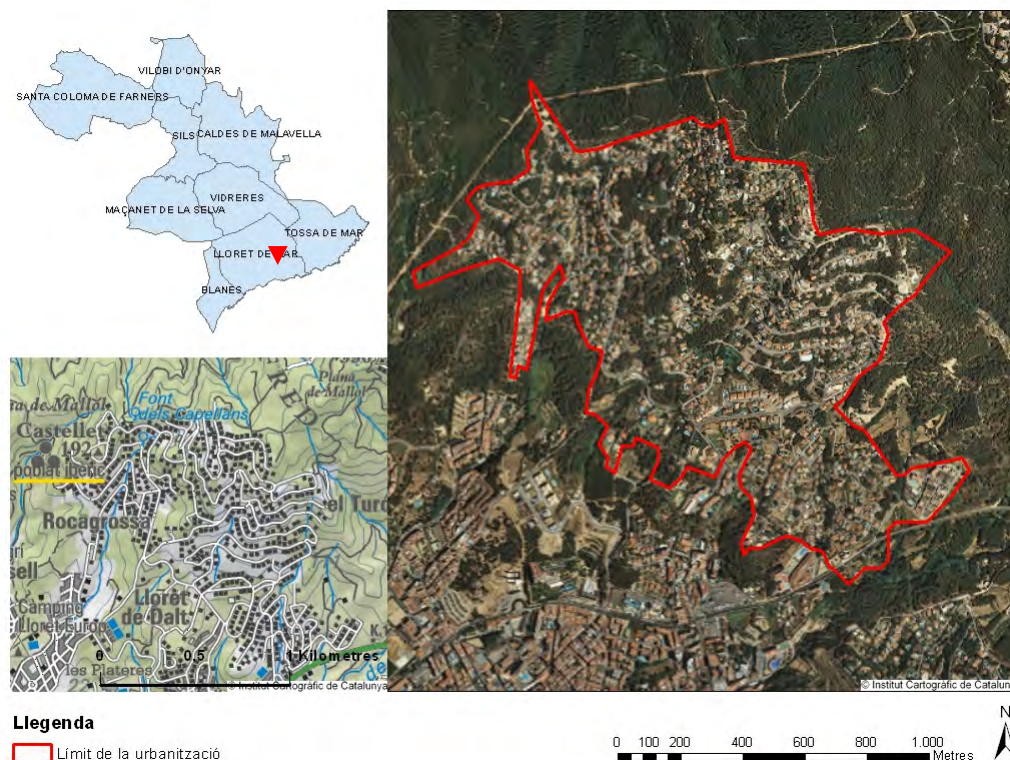 VILOBI D'ONYAR
SANTA COLOMA DE FARNERS
SILS
CALDES DE MALAVELLA
VIDRERES
MAÇANET DE LA SELVA
TOSSA DE MAR
LLORET DE MAR
BLANES
Font
dels Capellans
Plana
de Mallol
de Mallol
Castellet
192
poblat ibèric
Rocagrossa
el Turó
Lloret
de Dalt
Camping
Lloret Europ
les Plateres
0 0.5 1 Kilometres
© Institut Cartogràfic de Catalunya
© Institut Cartogràfic de Catalun
Llegenda
Límit de la urbanització
0 100 200 400 600 800 1.000
Metres
N